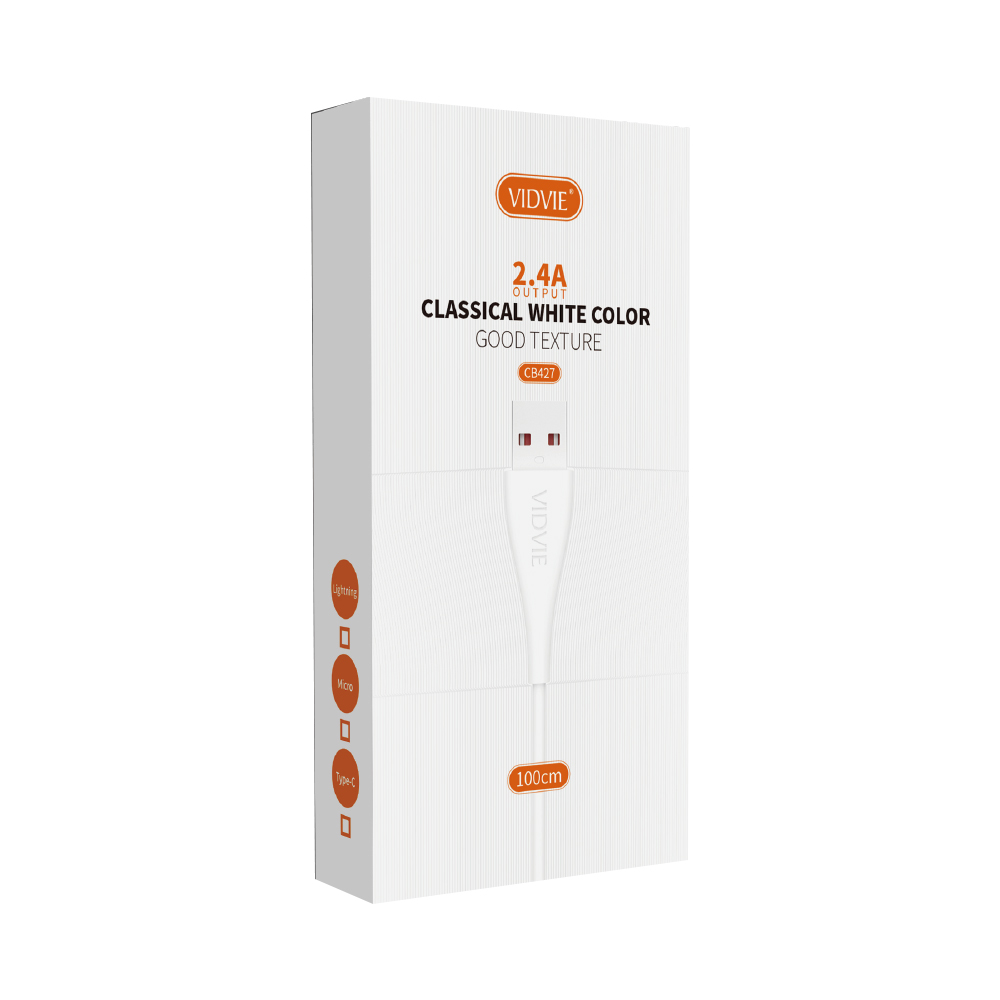 VIDVIE®
2.4A
OUTPUT
CLASSICAL WHITE COLOR
GOOD TEXTURE
CB427
VIDVIE
100cm
Lightning
Micro
Type-C